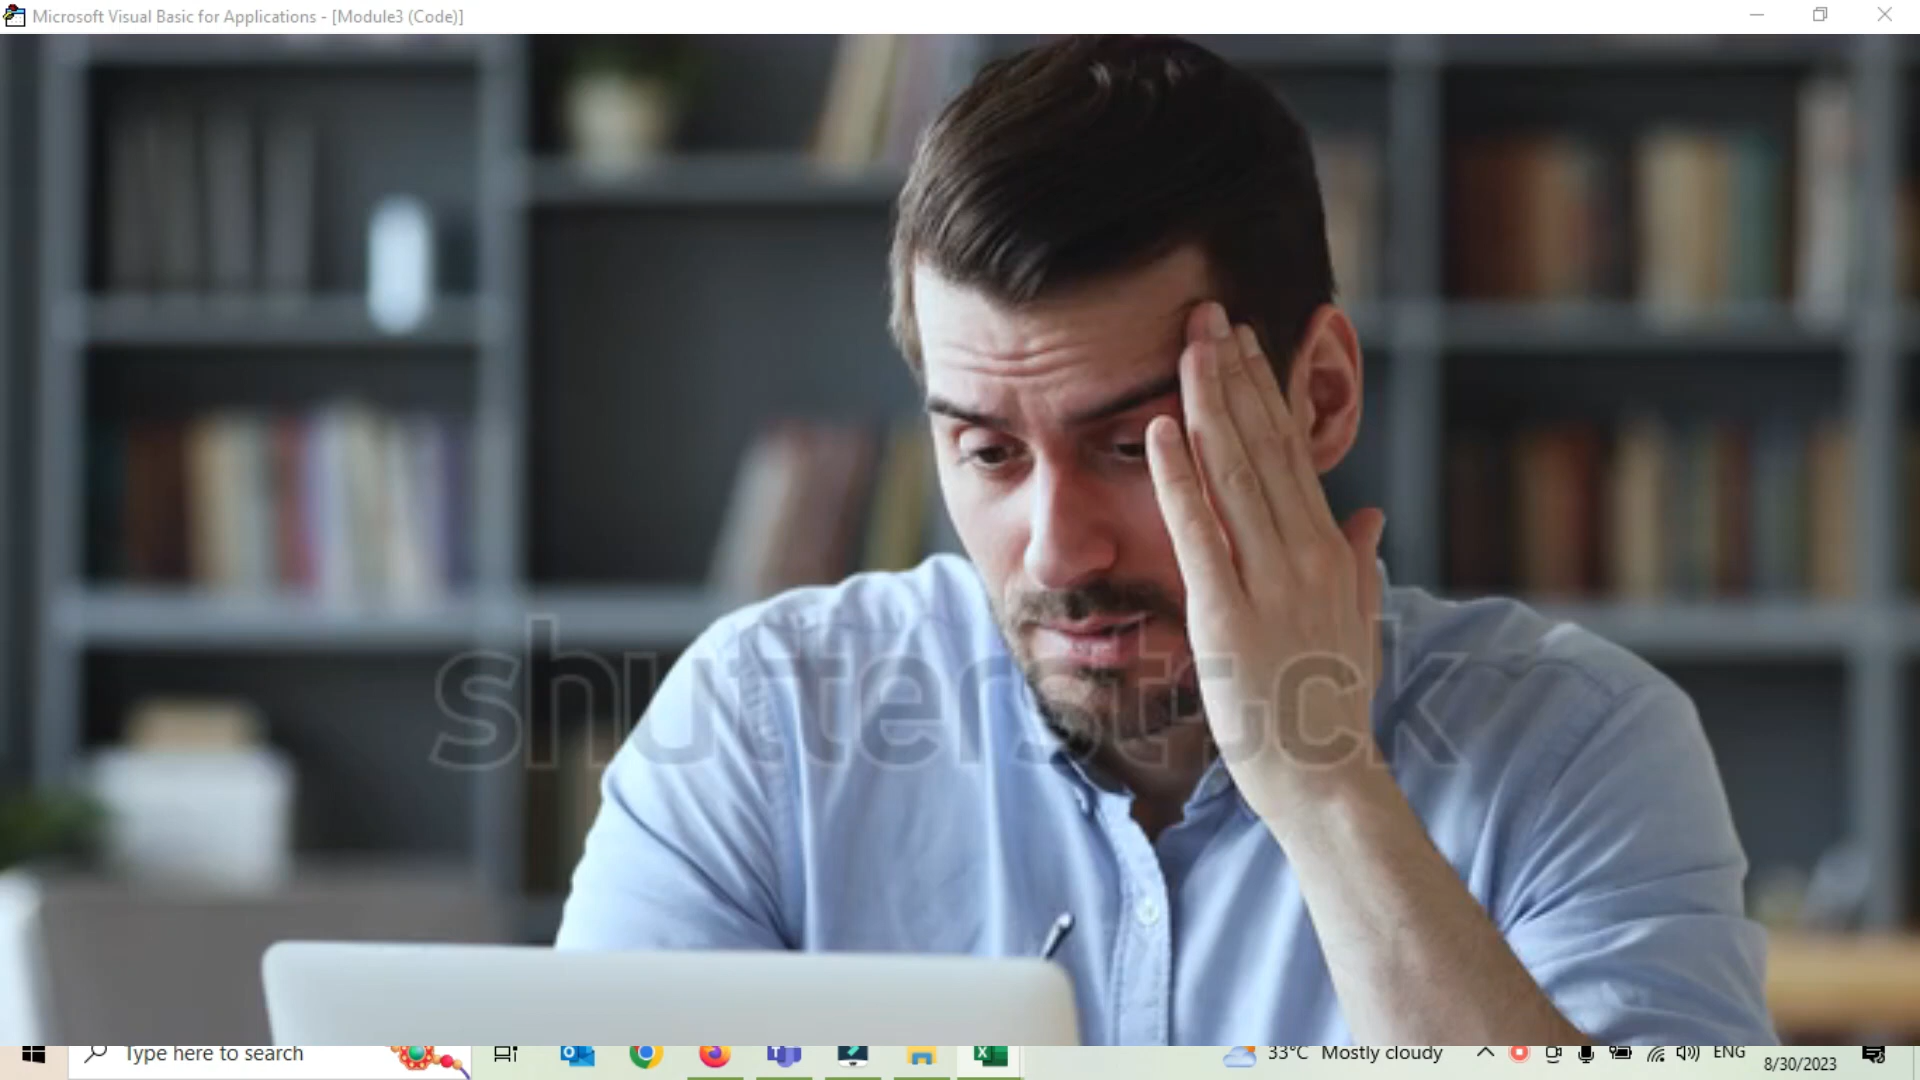 Microsoft Visual Basic for Applications - [Module3 (Code)]
shutterstock
Type here to search
33°C Mostly cloudy
ENG
8/30/2023